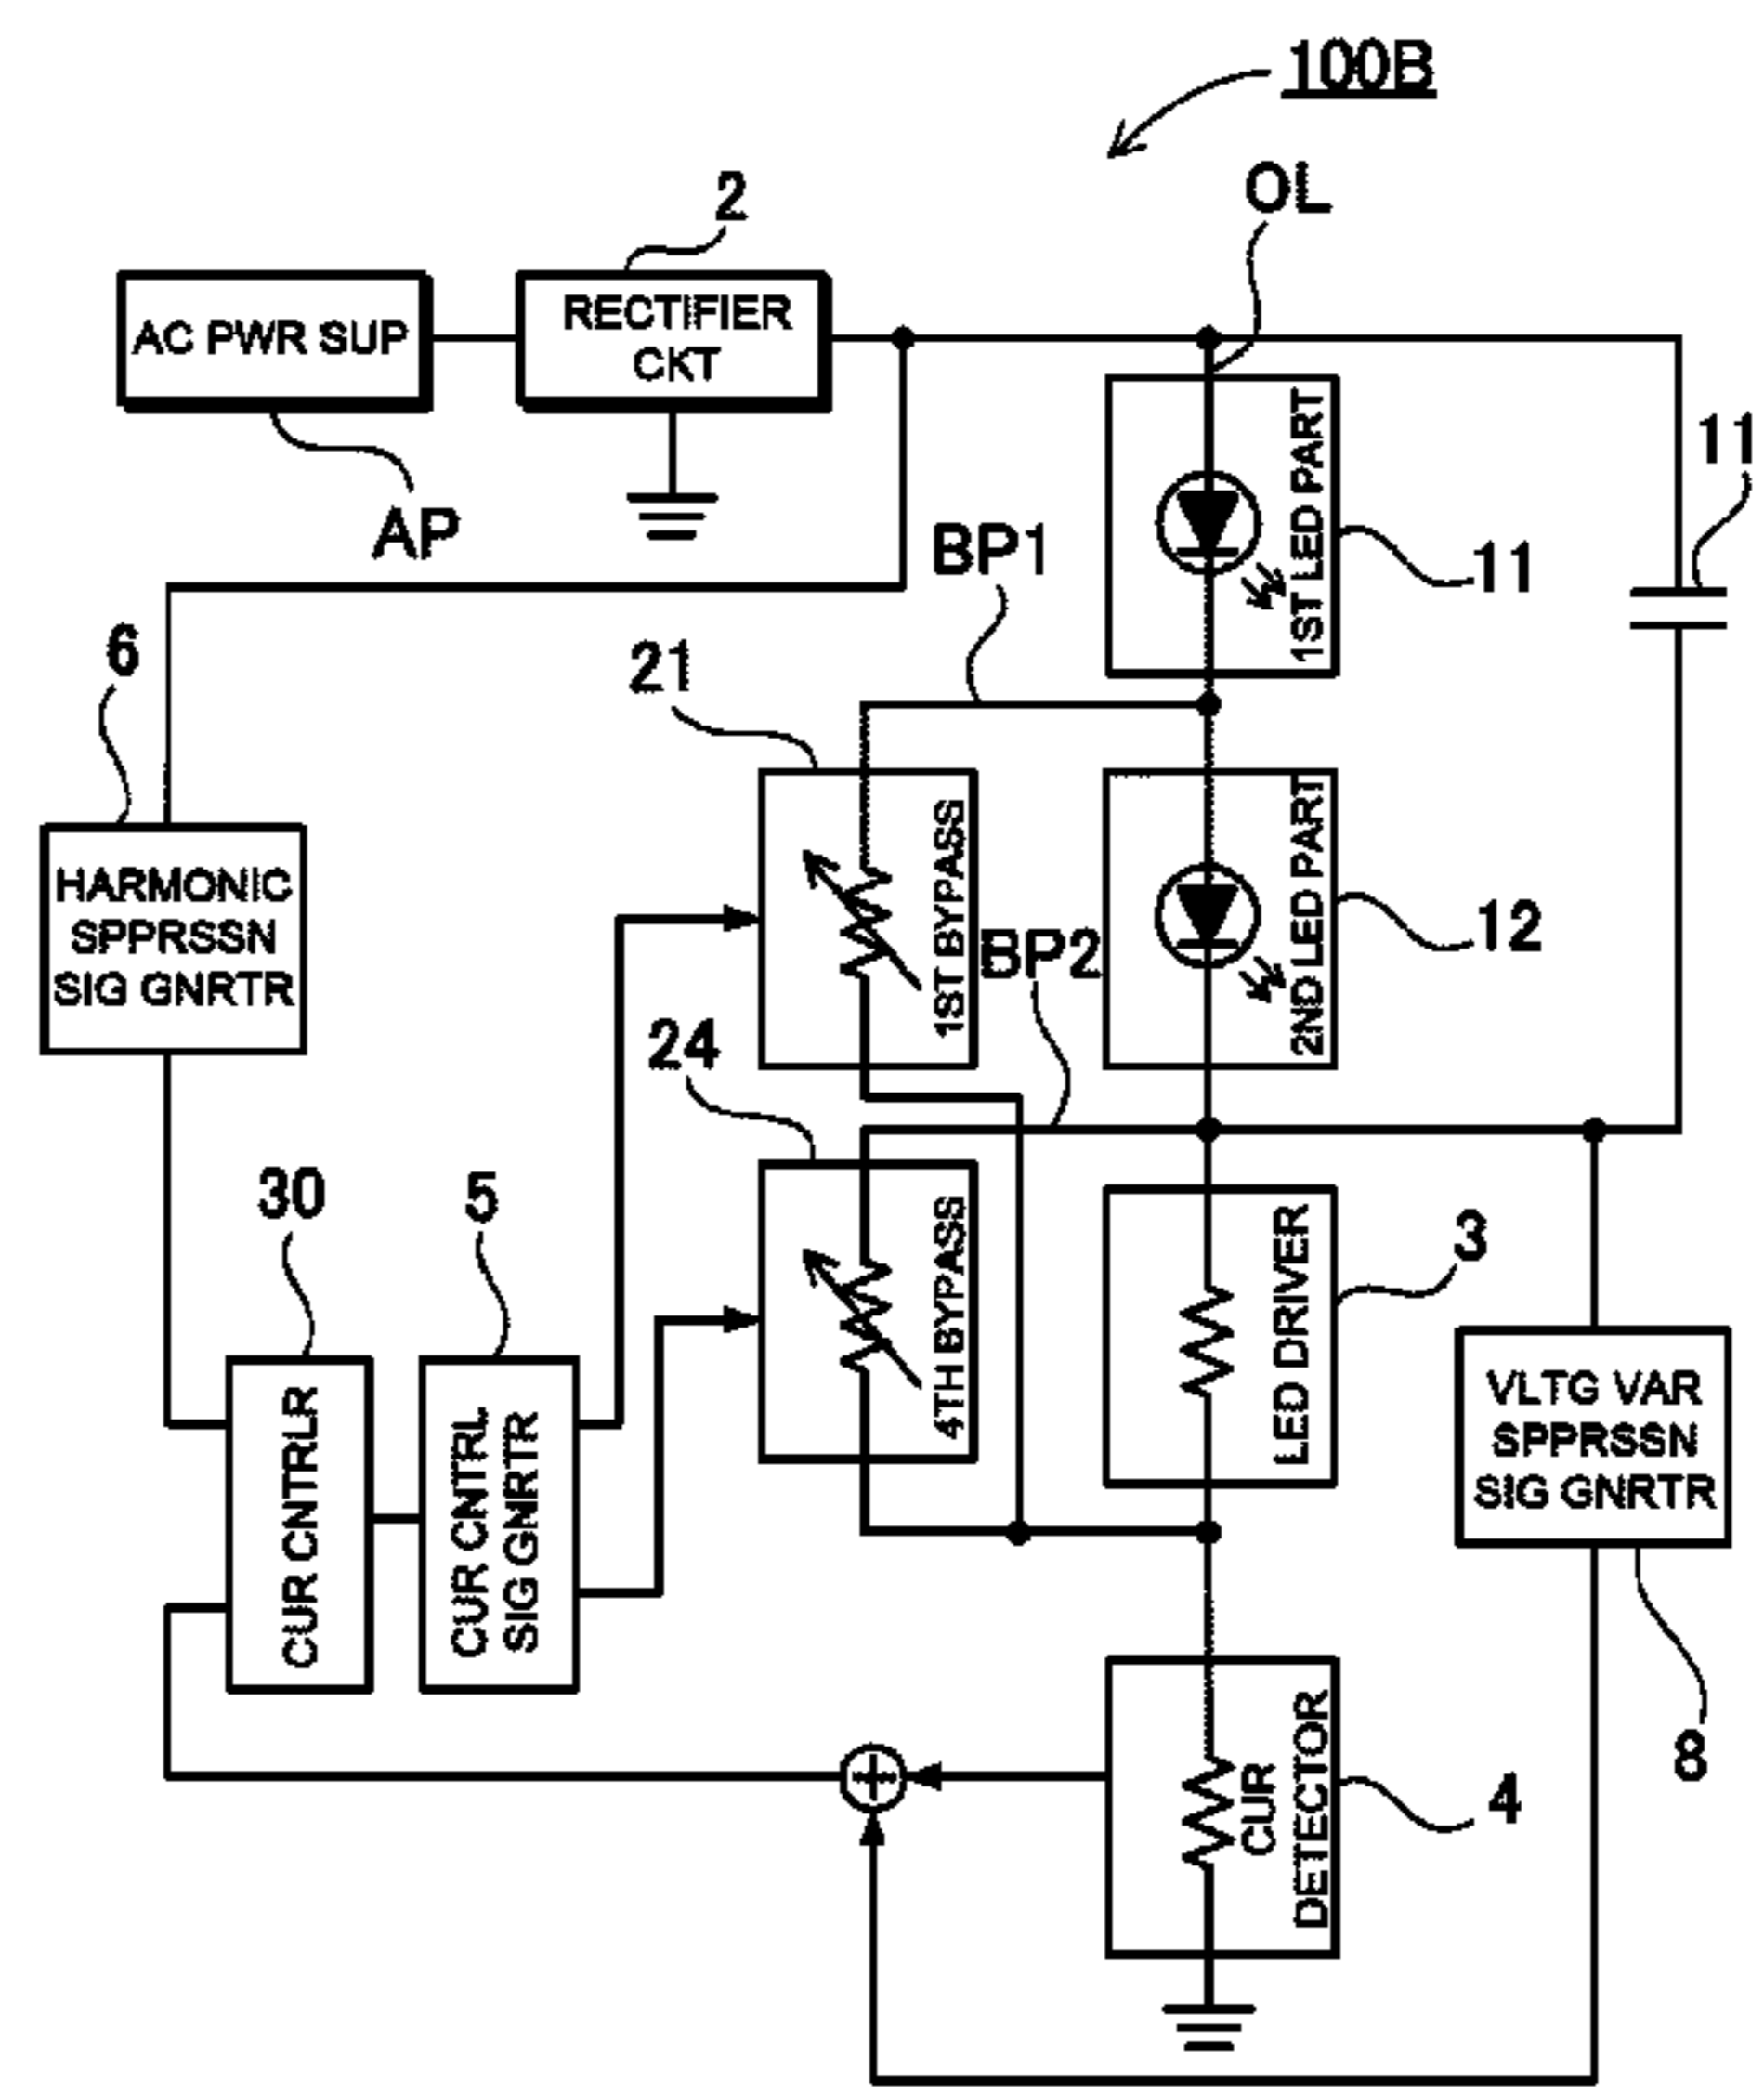 100B
OL
2
AC PWR SUP
RECTIFIER
CKT
AP
1ST LED PART
11
11
BP1
6
21
HARMONIC
SPPRSSN
SIG GNRTR
1ST BYPASS
2ND LED PART
12
BP2
24
30
5
4TH BYPASS
LED DRIVER
3
VLTG VAR
SPPRSSN
SIG GNRTR
CUR CNTRLR
CUR CNTRL
SIG GNRTR
8
CUR
DETECTOR
4